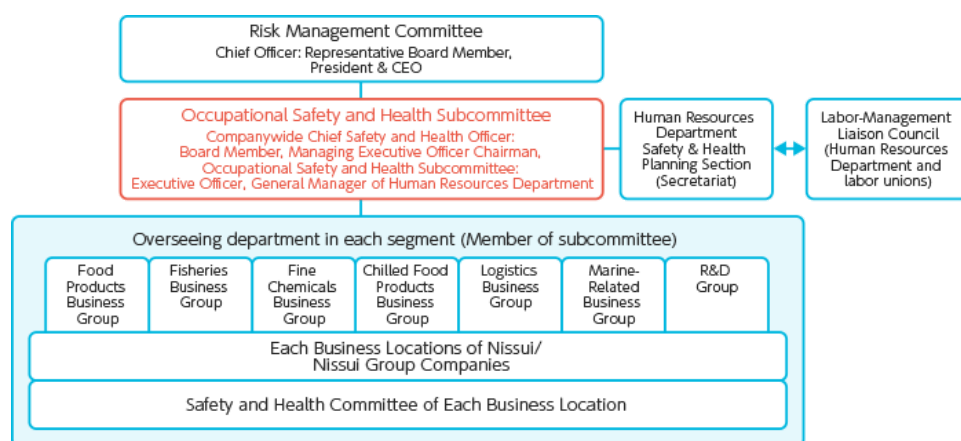 Risk Management Committee
Chief Officer: Representative Board Member,
President & CEO
Occupational Safety and Health Subcommittee
Companywide Chief Safety and Health Officer:
Board Member, Managing Executive Officer Chairman,
Occupational Safety and Health Subcommittee:
Executive Officer, General Manager of Human Resources Department
Human Resources
Department
Safety & Health
Planning Section
(Secretariat)
Labor-Management
Liaison Council
(Human Resources
Department and
labor unions)
Overseeing department in each segment (Member of subcommittee)
Food
Products
Business
Group
Fisheries
Business
Group
Fine
Chemicals
Business
Group
Chilled Food
Products
Business
Group
Logistics
Business
Group
Marine-
Related
Business
Group
R&D
Group
Each Business Locations of Nissui/
Nissui Group Companies
Safety and Health Committee of Each Business Location